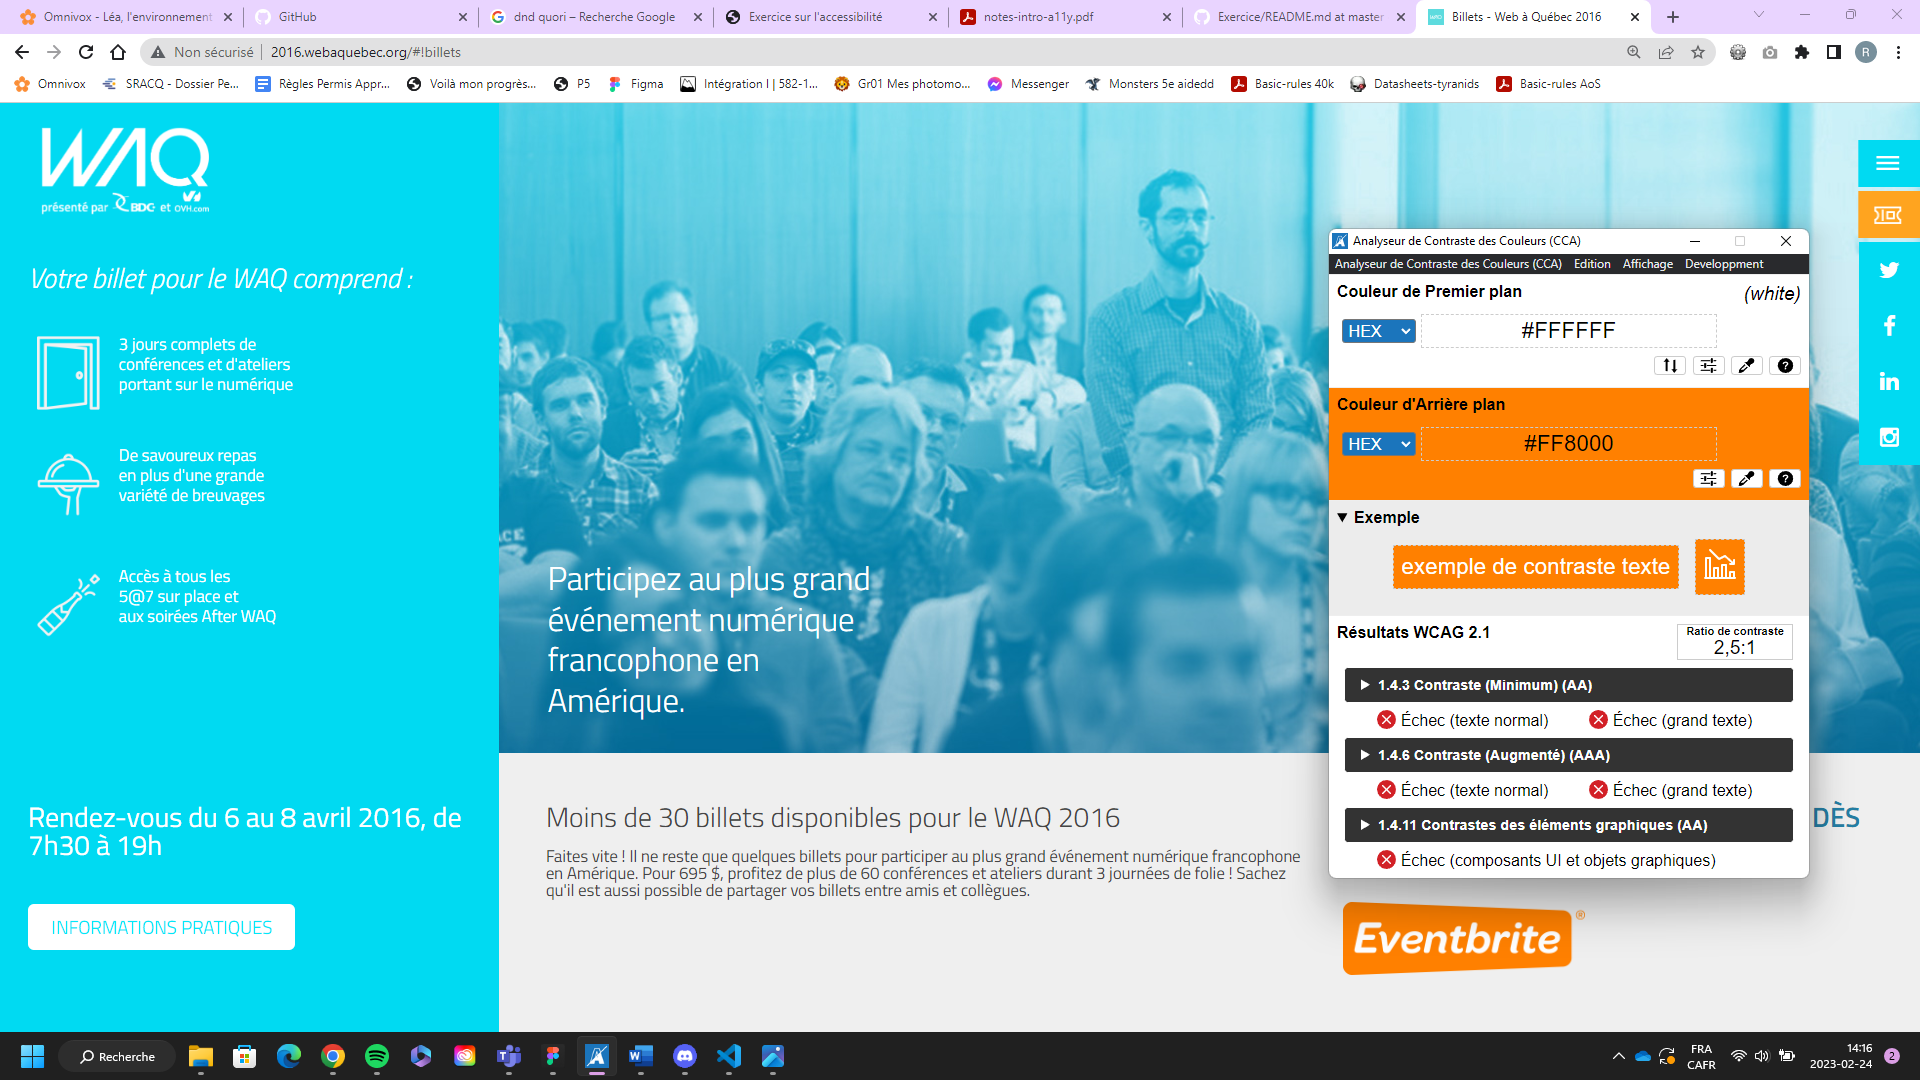 Omnivox - Léa, l'environnement
GitHub
dnd quori – Recherche Google
Exercice sur l'accessibilité
notes-intro-a11y.pdf
Exercice/README.md at master
Billets - Web à Québec 2016
Non sécurisé
2016.webaquebec.org/#!billets
R
Omnivox
SRACQ - Dossier Pe...
Règles Permis Appr...
Voilà mon progrès...
P5
Figma
Intégration I | 582-1...
Gr01 Mes photomo...
Messenger
Monsters 5e aidedd
Basic-rules 40k
Datasheets-tyranids
Basic-rules AoS
WAQ
présenté par BDG et OVH.com
Votre billet pour le WAQ comprend :
3 jours complets de
conférences et d'ateliers
portant sur le numérique
De savoureux repas
en plus d'une grande
variété de breuvages
Accès à tous les
5@7 sur place et
aux soirées After WAQ
Rendez-vous du 6 au 8 avril 2016, de
7h30 à 19h
INFORMATIONS PRATIQUES
Participez au plus grand
événement numérique
francophone en
Amérique.
Moins de 30 billets disponibles pour le WAQ 2016
Faites vite ! Il ne reste que quelques billets pour participer au plus grand événement numérique francophone
en Amérique. Pour 695 $, profitez de plus de 60 conférences et ateliers durant 3 journées de folie ! Sachez
qu'il est aussi possible de partager vos billets entre amis et collègues.
DÈS
Eventbrite®
Analyseur de Contraste des Couleurs (CCA)
Analyseur de Contraste des Couleurs (CCA) Edition Affichage Developpment
Couleur de Premier plan
(white)
HEX
#FFFFFF
Couleur d'Arrière plan
HEX
#FF8000
Exemple
exemple de contraste texte
Résultats WCAG 2.1
Ratio de contraste
2,5:1
1.4.3 Contraste (Minimum) (AA)
Échec (texte normal)
Échec (grand texte)
1.4.6 Contraste (Augmenté) (AAA)
Échec (texte normal)
Échec (grand texte)
1.4.11 Contrastes des éléments graphiques (AA)
Échec (composants UI et objets graphiques)
Recherche
FRA
CAFR
14:16
2023-02-24
2